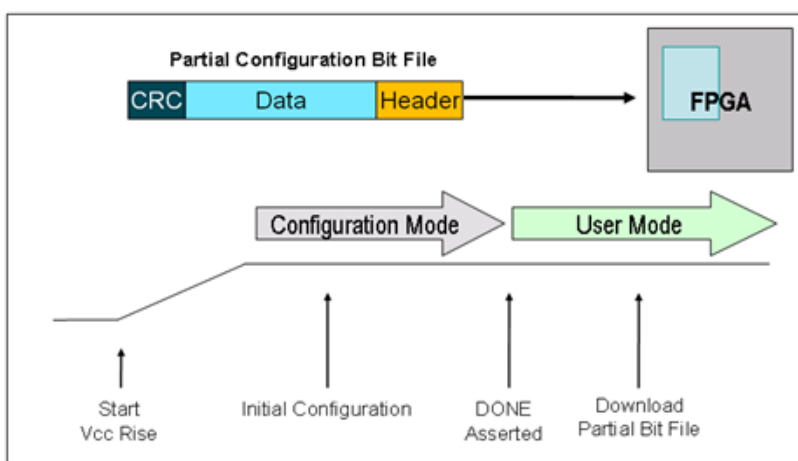 Partial Configuration Bit File
CRC
Data
Header
FPGA
Configuration Mode
User Mode
Start
Vcc Rise
Initial Configuration
DONE
Asserted
Download
Partial Bit File